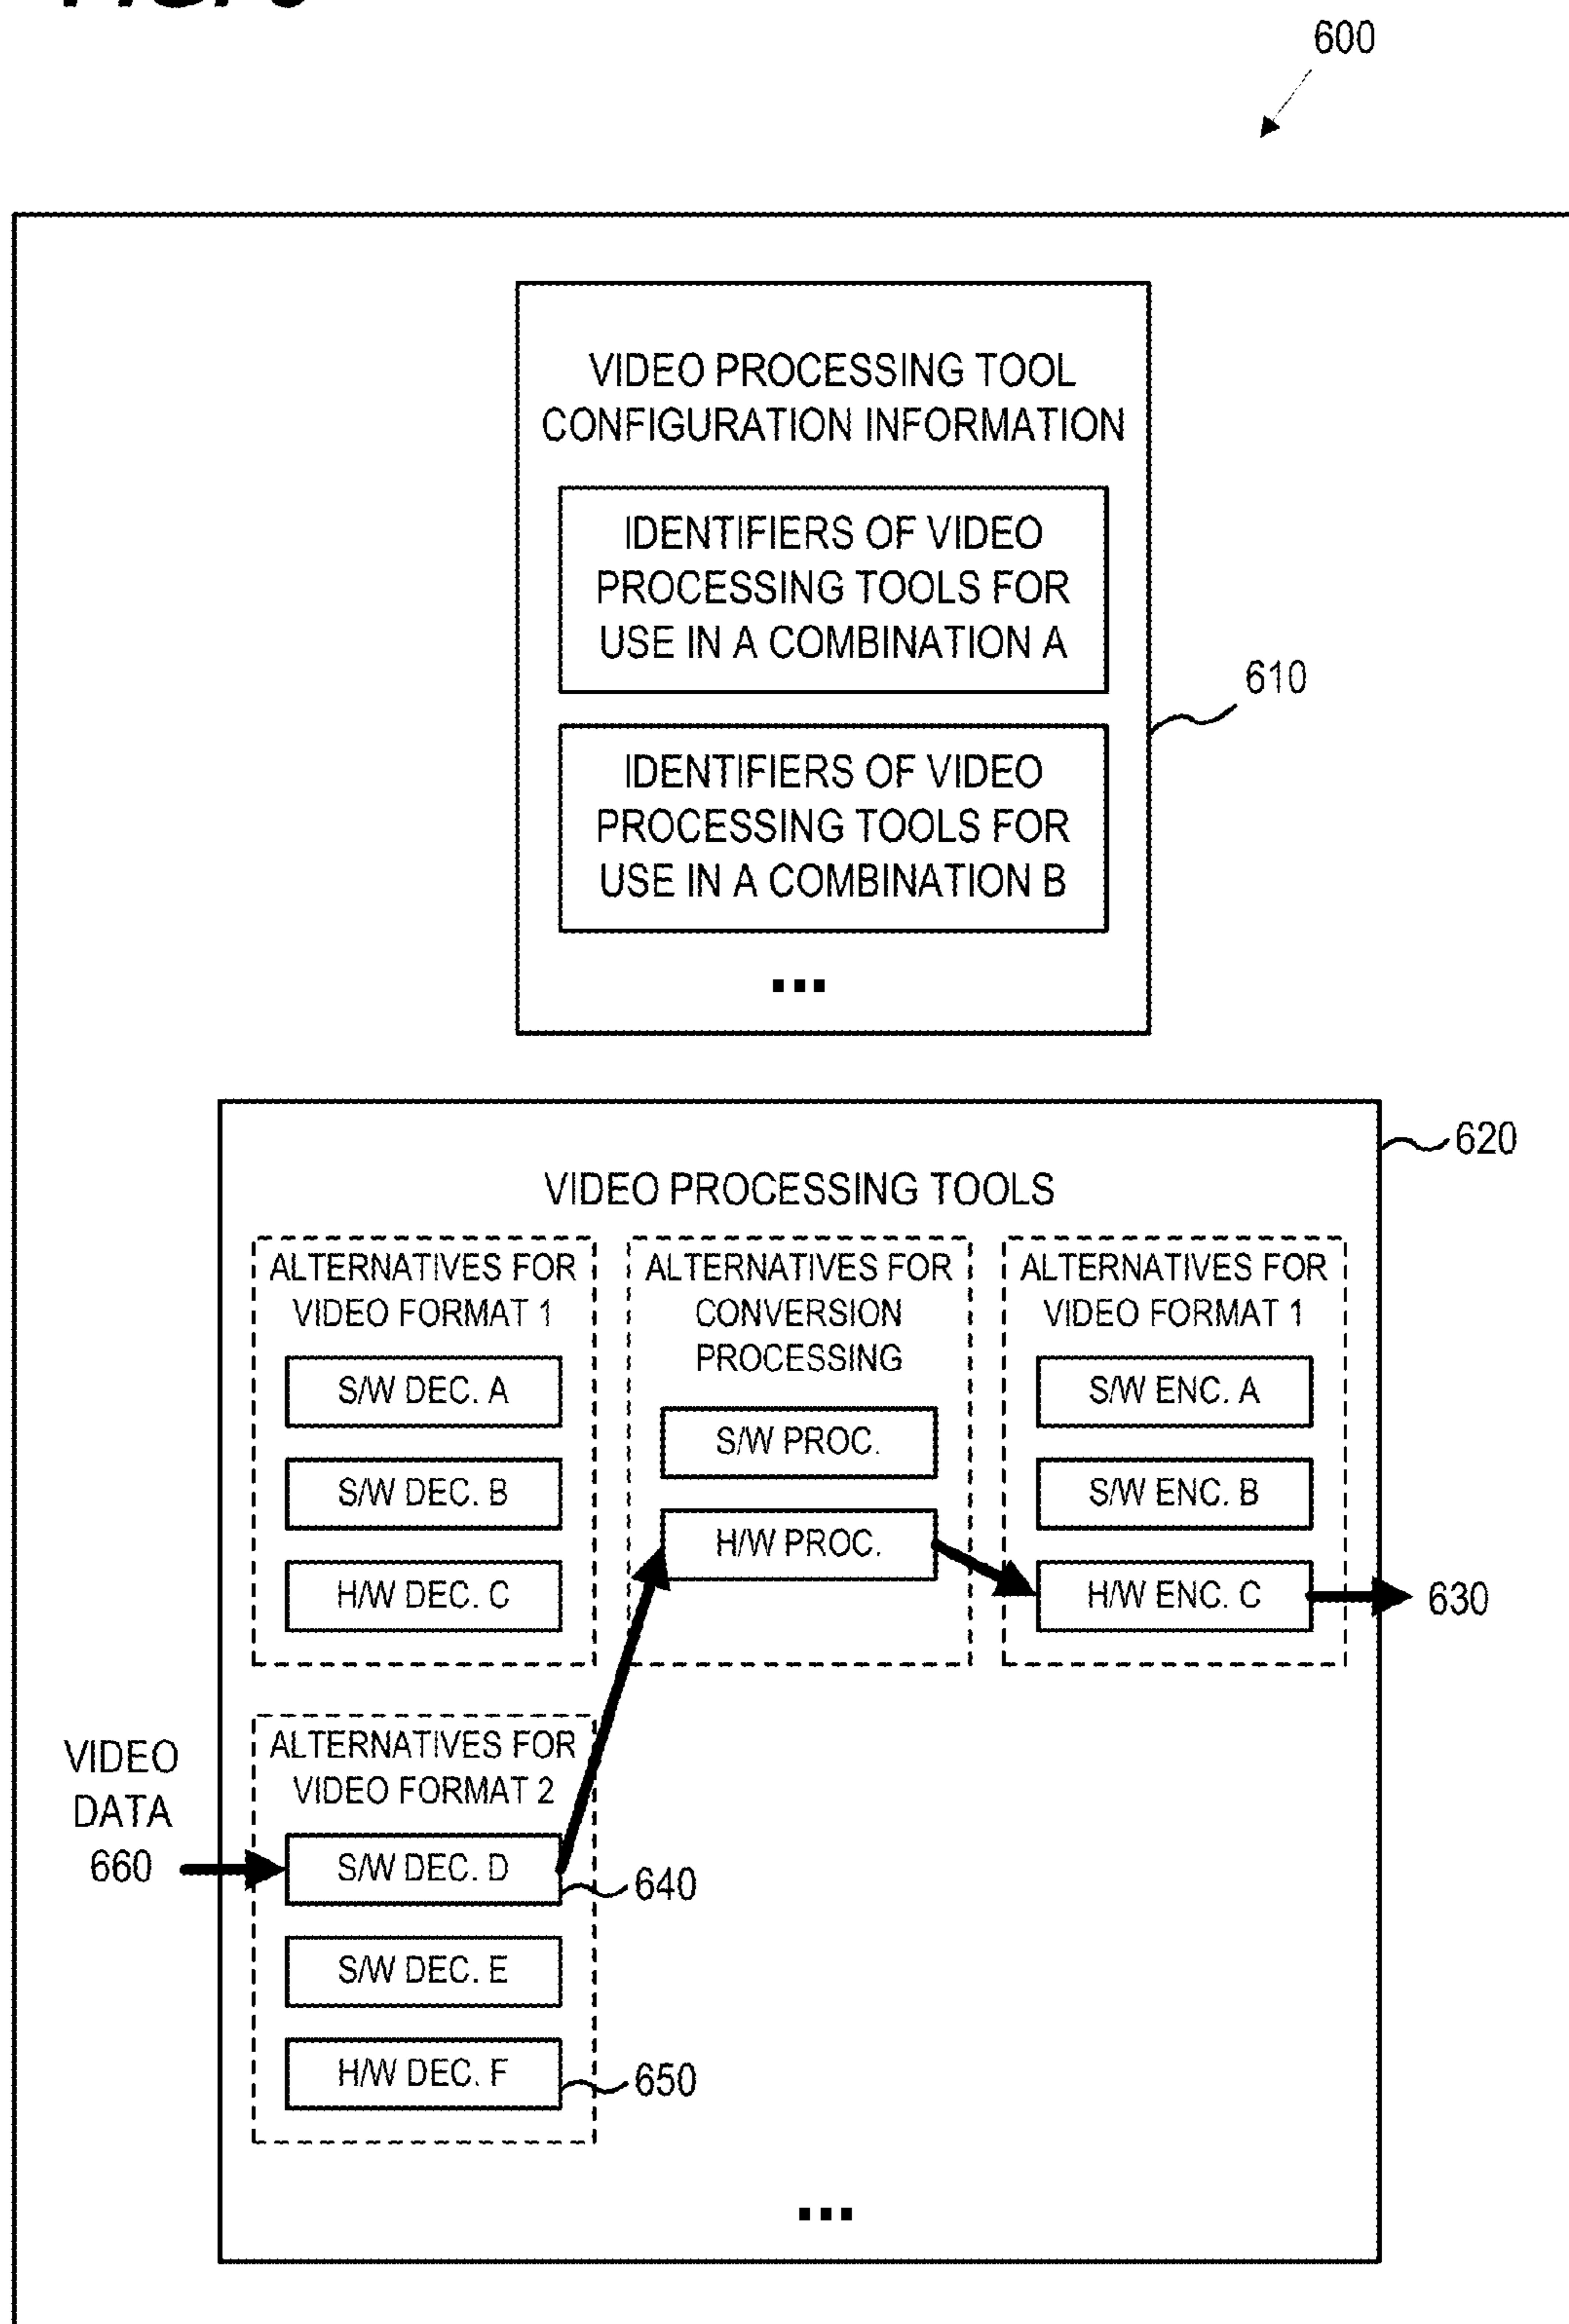 600
VIDEO PROCESSING TOOL
CONFIGURATION INFORMATION
IDENTIFIERS OF VIDEO
PROCESSING TOOLS FOR
USE IN A COMBINATION A
610
IDENTIFIERS OF VIDEO
PROCESSING TOOLS FOR
USE IN A COMBINATION B
...
620
VIDEO PROCESSING TOOLS
ALTERNATIVES FOR
VIDEO FORMAT 1
S/W DEC. A
S/W DEC. B
H/W DEC. C
ALTERNATIVES FOR
CONVERSION
PROCESSING
S/W PROC.
H/W PROC.
ALTERNATIVES FOR
VIDEO FORMAT 1
S/W ENC. A
S/W ENC. B
H/W ENC. C
630
VIDEO
DATA
660
ALTERNATIVES FOR
VIDEO FORMAT 2
S/W DEC. D
640
S/W DEC. E
H/W DEC. F
650
...